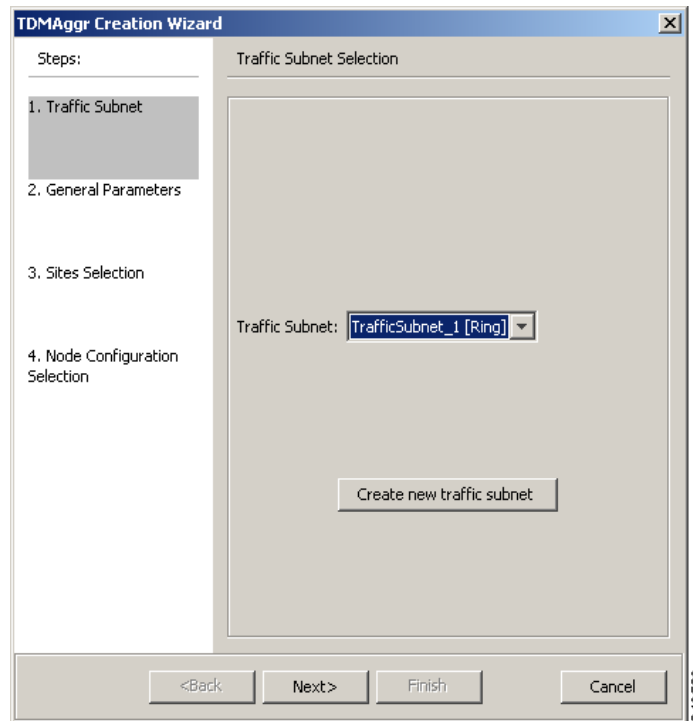 TDMAggr Creation Wizard
Steps:
Traffic Subnet Selection
1. Traffic Subnet
2. General Parameters
3. Sites Selection
4. Node Configuration
Selection
Traffic Subnet: TrafficSubnet_1 [Ring]
Create new traffic subnet
<Back Next> Finish Cancel